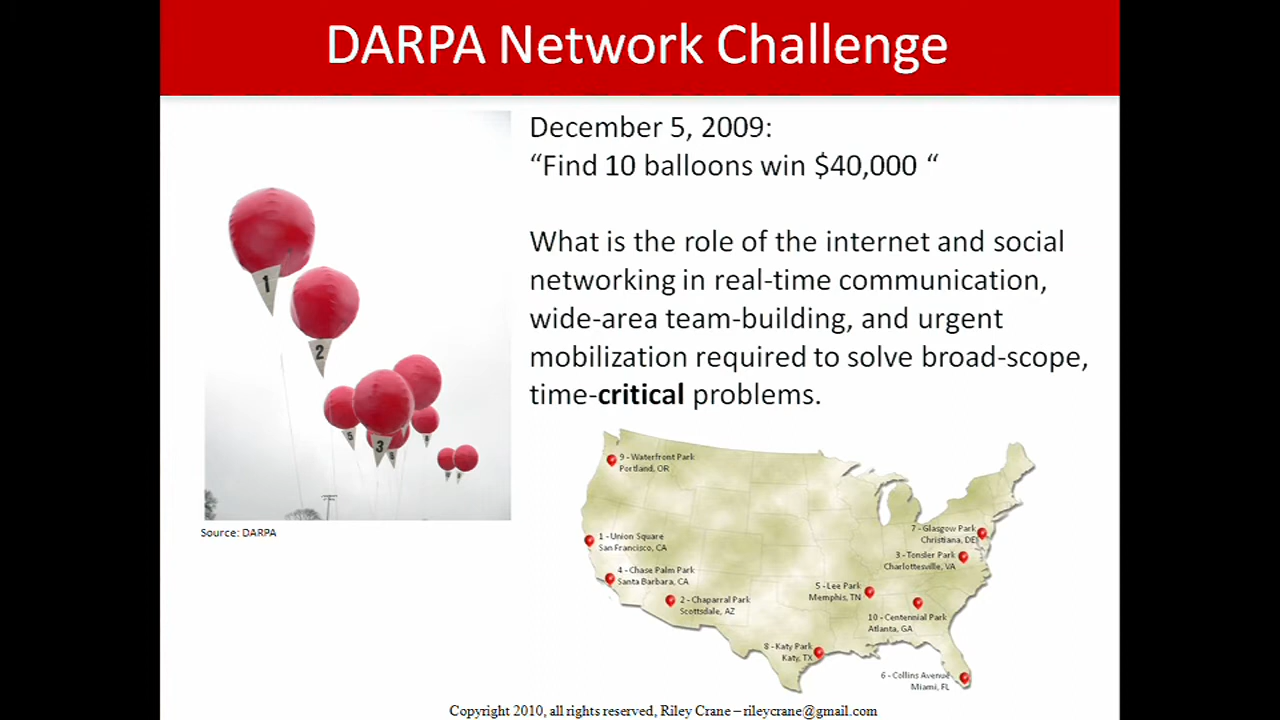 DARPA Network Challenge
December 5, 2009:
“Find 10 balloons win $40,000 “
What is the role of the internet and social
networking in real-time communication,
wide-area team-building, and urgent
mobilization required to solve broad-scope,
time-critical problems.
1
2
5
3
Source: DARPA
9 - Waterfront Park
Portland, OR
1 - Union Square
San Francisco, CA
4 - Chase Palm Park
Santa Barbara, CA
2 - Chaparral Park
Scottsdale, AZ
7 - Glasgow Park
Christiana, DE
3 - Tonsler Park
Charlottesville, VA
5 - Lee Park
Memphis, TN
10 - Centennial Park
Atlanta, GA
8 - Katy Park
Katy, TX
6 - Collins Avenue
Miami, FL
Copyright 2010, all rights reserved, Riley Crane – rileycrane@gmail.com